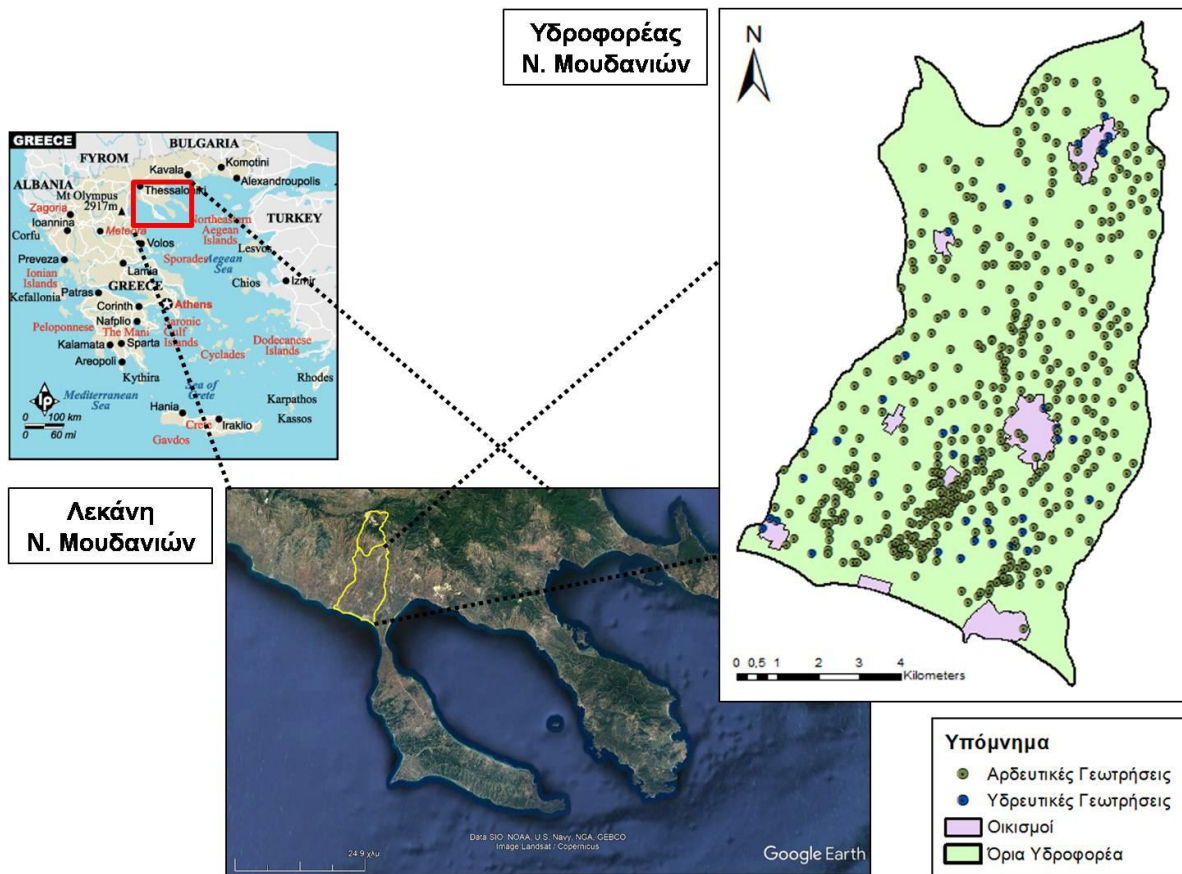 Υδροφορέας
Ν. Μουδανιών
N
0 0,5 1 2 3 4
Kilometers
GREECE
BULGARIA
FYROM
Kavala
Komotini
Alexandroupolis
ALBANIA
Thessaloniki
Mt Olympus
2917m
Zagoria
TURKEY
Ioannina
Meteora
Northeastern
Aegean
Islands
Corfu
Volos
Lesvos
Preveza
Sporades
Aegean
Sea
Lamia
Ionian
Islands
GREECE
Chios
Izmir
Kefallonia
Patras
Athens
Corinth
Nafplio
Saronic
Gulf
Islands
Peloponnese
The Mani
Dodecanese
Islands
Kalamata
Sparta
Cyclades
Areopoli
Kythira
Rhodes
Mediterranean
Sea
Sea of
Crete
Karpathos
lp
Hania
Kassos
0 100 km
0 60 mi
Crete
Iraklio
Gavdos
Λεκάνη
Ν. Μουδανιών
Data SIO, NOAA, U.S. Navy, NGA, GEBCO
Image Landsat / Copernicus
24.9 χλμ
Google Earth
Υπόμνημα
Αρδευτικές Γεωτρήσεις
Υδρευτικές Γεωτρήσεις
Οικισμοί
Όρια Υδροφορέα